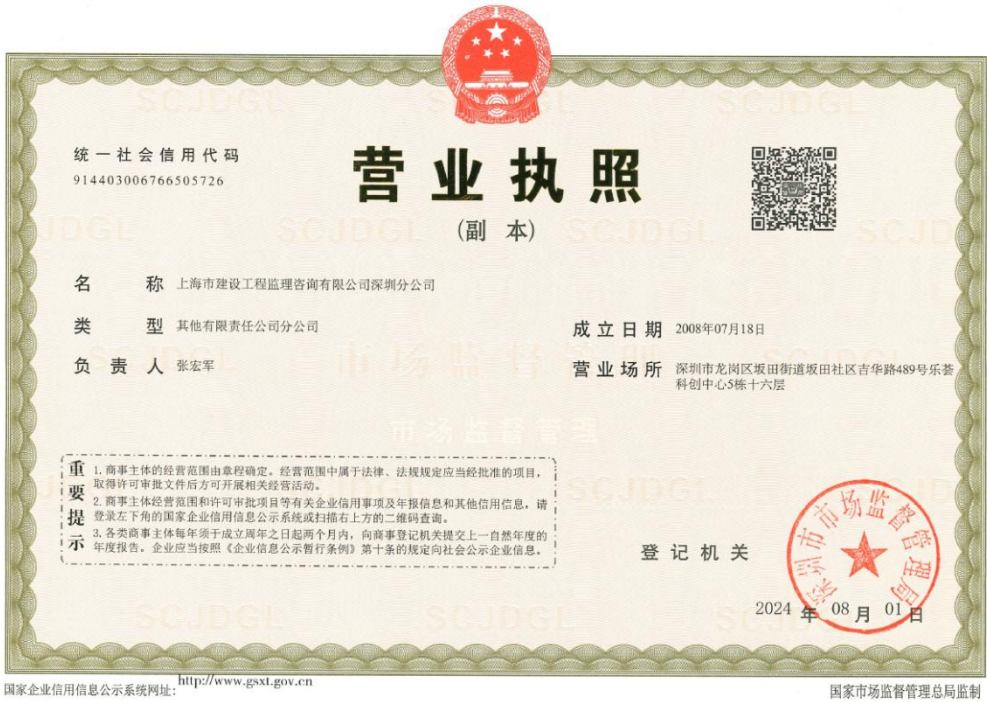 统一社会信用代码
914403006766505726
营业执照
(副 本)
名 称 上海市建设工程监理咨询有限公司深圳分公司
类 型 其他有限责任公司分公司
负 责 人 张宏军
成立日期 2008年07月18日
营业场所 深圳市龙岗区坂田街道坂田社区吉华路489号乐荟
科创中心5栋十六层
市场监督管理
市场监督管理
SCJDGL
重要提示
1.商事主体的经营范围由章程确定。经营范围中属于法律、法规规定应当经批准的项目,
取得许可审批文件后方可开展相关经营活动。
2.商事主体经营范围和许可审批项目等有关企业信用事项及年报信息和其他信用信息,请
登录左下角的国家企业信用信息公示系统或扫描右上方的二维码查询。
3.各类商事主体每年须于成立周年之日起两个月内,向商事登记机关提交上一自然年度的
年度报告。企业应当按照《企业信息公示暂行条例》第十条的规定向社会公示企业信息。
登 记 机 关
深圳市市场监督管理局
2024 年 08 月 01 日
国家企业信用信息公示系统网址:http://www.gsxt.gov.cn
国家市场监督管理总局监制